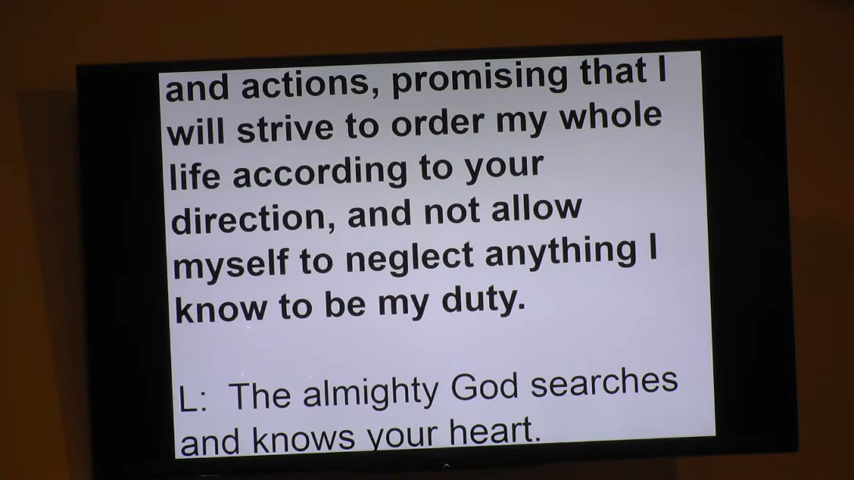 and actions, promising that I
will strive to order my whole
life according to your
direction, and not allow
myself to neglect anything I
know to be my duty.
L: The almighty God searches
and knows your heart.